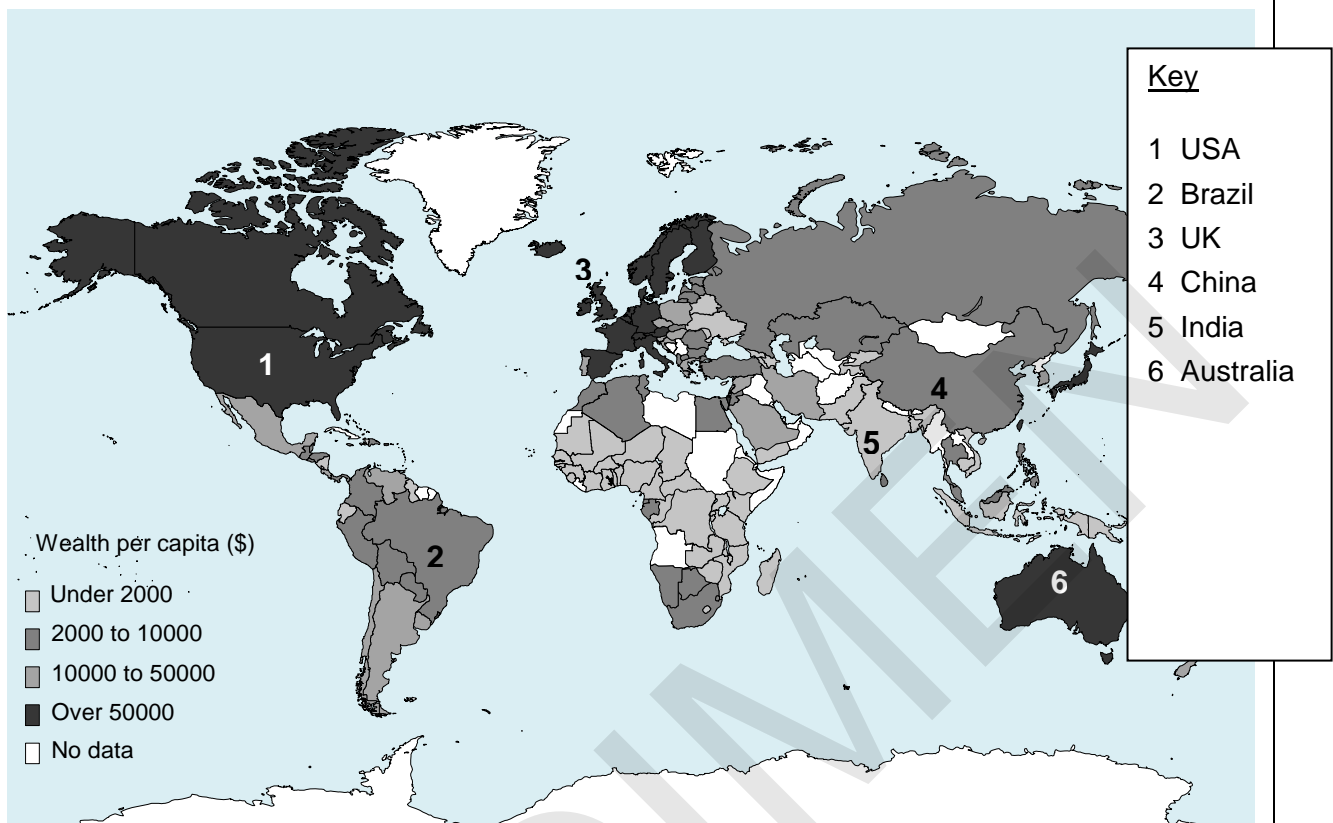 Key
1 USA
2 Brazil
3 UK
4 China
5 India
6 Australia
3
1
4
5
2
6
Wealth per capita ($)
Under 2000
2000 to 10000
10000 to 50000
Over 50000
No data
SPECIMEN